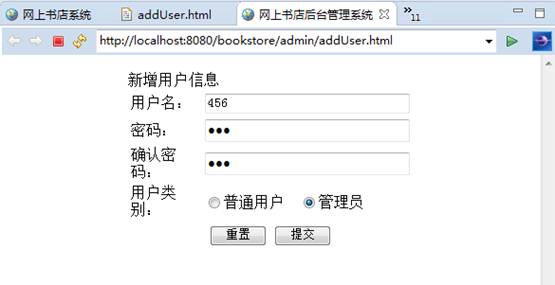 网上书店系统 addUser.html 网上书店后台管理系统 »11
http://localhost:8080/bookstore/admin/addUser.html
新增用户信息
用户名： 456
密码： ●●●
确认密
码： ●●●
用户类
别： 普通用户 管理员
重置 提交